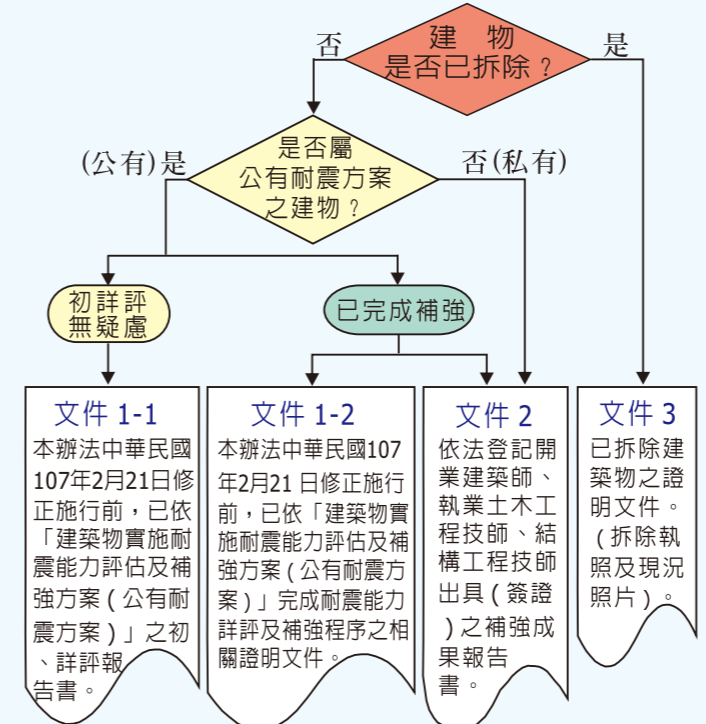 建 物
是否已拆除？
否
是
是否屬
公有耐震方案
之建物？
(公有)是
否(私有)
初詳評
無疑慮
已完成補強
文件 1-1
本辦法中華民國
107年2月21日修
正施行前，已依
「建築物實施耐
震能力評估及補
強方案(公有耐
震方案)」之初
、詳評報
告書。
文件 1-2
本辦法中華民國107
年2月21 日修正施行
前，已依「建築物實
施耐震能力評估及補
強方案(公有耐震方
案)」完成耐震能力
詳評及補強程序之相
關證明文件。
文件 2
依法登記開
業建築師、
執業土木工
程技師、結
構工程技師
出具(簽證
)之補強成
果報告
書。
文件 3
已拆除建
築物之證
明文件。
(拆除執
照及現況
照片)。